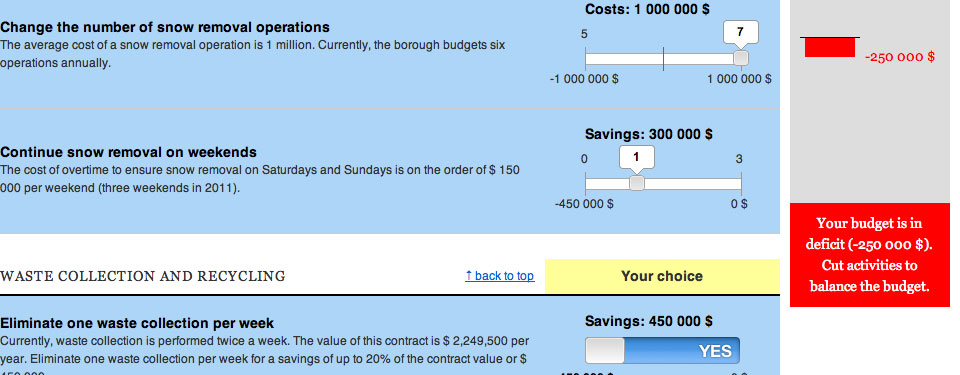 Costs: 1 000 000 $
Change the number of snow removal operations
The average cost of a snow removal operation is 1 million. Currently, the borough budgets six
operations annually.
5
7
-1 000 000 $
1 000 000 $
-250 000 $
Savings: 300 000 $
Continue snow removal on weekends
The cost of overtime to ensure snow removal on Saturdays and Sundays is on the order of $ 150
000 per weekend (three weekends in 2011).
0
1
3
-450 000 $
0 $
Your budget is in
deficit (-250 000 $).
Cut activities to
balance the budget.
WASTE COLLECTION AND RECYCLING
↑ back to top
Your choice
Eliminate one waste collection per week
Currently, waste collection is performed twice a week. The value of this contract is $ 2,249,500 per
year. Eliminate one waste collection per week for a savings of up to 20% of the contract value or $
Savings: 450 000 $
YES